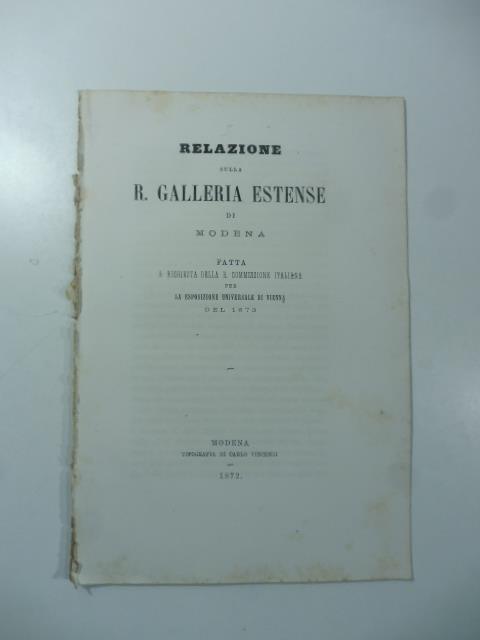 RELAZIONE
SULLA
R. GALLERIA ESTENSE
DI
MODENA
FATTA
A RICHIESTA DELLA R. COMMISSIONE ITALIANA
PER
LA ESPOSIZIONE UNIVERSALE DI VIENNA
DEL 1873
MODENA
TIPOGRAFIA DI CARLO VINCENZI
1872.